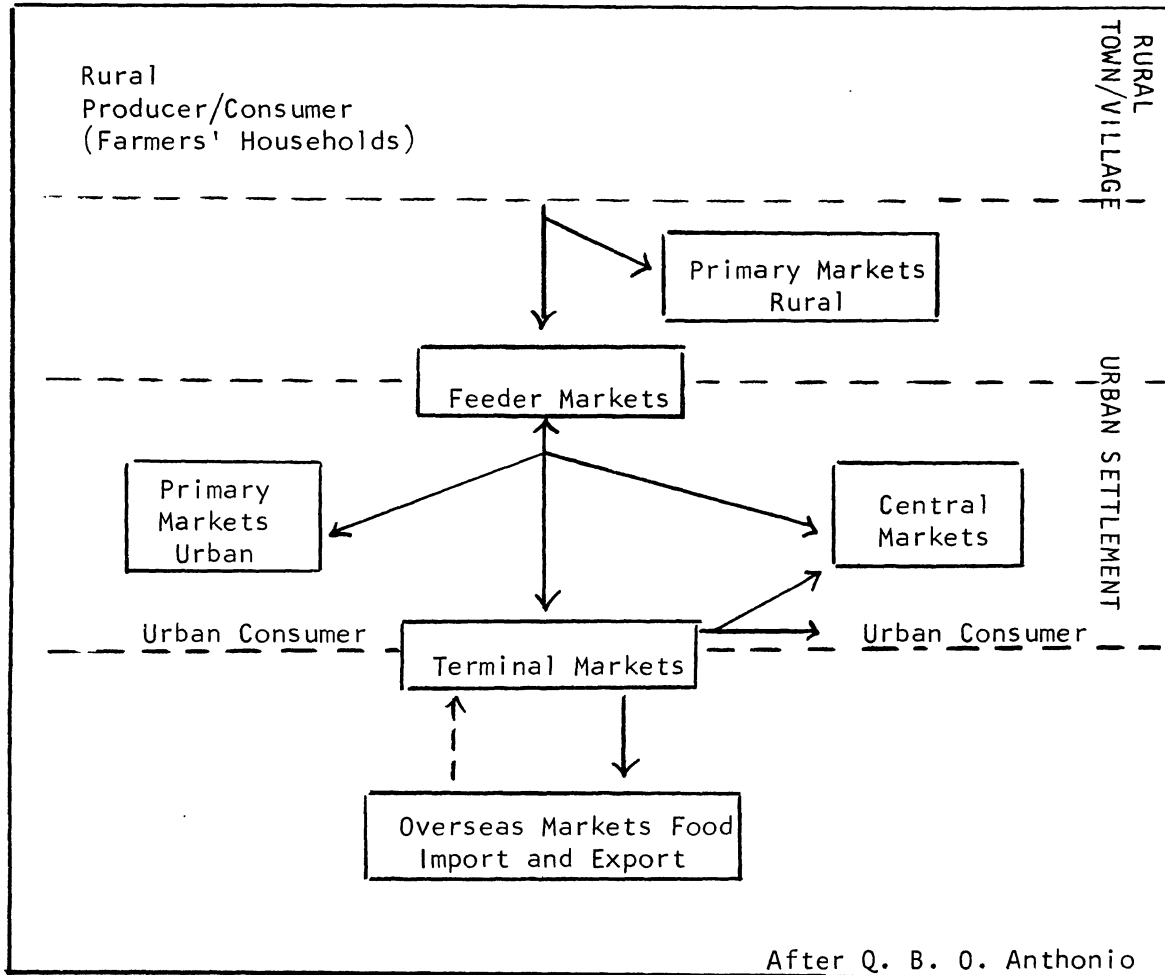 Rural
Producer/Consumer
(Farmers' Households)
RURAL
TOWN/VILLAGE
Primary Markets
Rural
Feeder Markets
URBAN SETTLEMENT
Primary
Markets
Urban
Central
Markets
Urban Consumer
Urban Consumer
Terminal Markets
Overseas Markets Food
Import and Export
After Q. B. O. Anthonio